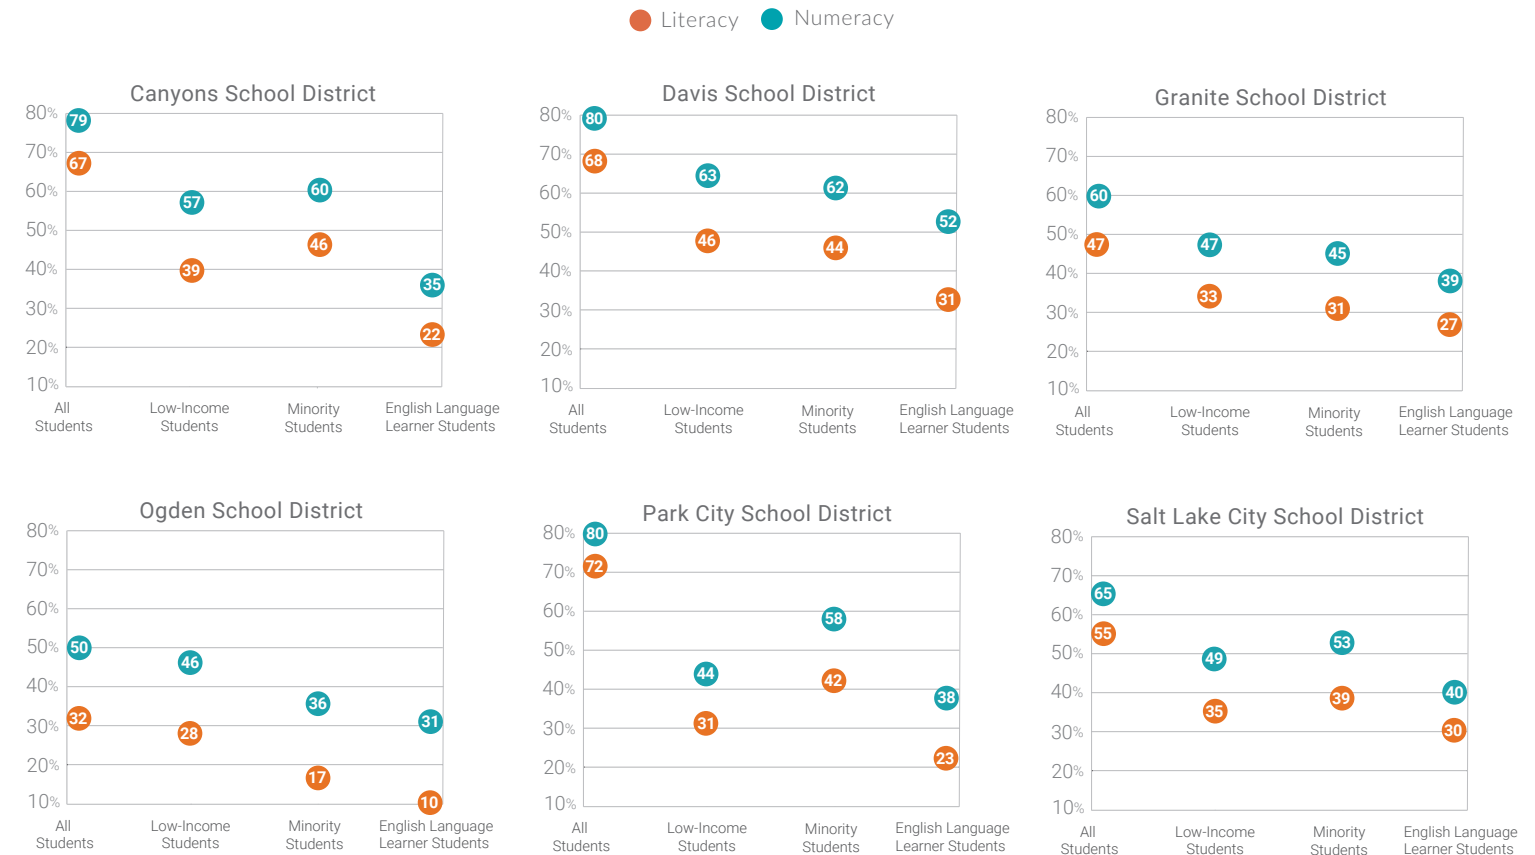 Literacy Numeracy
Canyons School District
80%
79
70%
67
60%
60
57
50%
46
40%
39
35
30%
22
20%
10%
All
Students
Low-Income
Students
Minority
Students
English Language
Learner Students
Davis School District
80%
80
70%
68
63
62
60%
52
50%
46
44
40%
31
30%
20%
10%
All
Students
Low-Income
Students
Minority
Students
English Language
Learner Students
Granite School District
80%
70%
60%
60
50%
47
47
45
40%
39
33
31
30%
27
20%
10%
All
Students
Low-Income
Students
Minority
Students
English Language
Learner Students
Ogden School District
80%
70%
60%
50%
50
46
40%
36
32
31
30%
28
20%
17
10%
10
All
Students
Low-Income
Students
Minority
Students
English Language
Learner Students
Park City School District
80%
80
72
70%
60%
58
50%
44
42
40%
38
31
30%
23
20%
10%
All
Students
Low-Income
Students
Minority
Students
English Language
Learner Students
Salt Lake City School District
80%
70%
65
60%
55
53
50%
49
40%
40
39
35
30%
30
20%
10%
All
Students
Low-Income
Students
Minority
Students
English Language
Learner Students